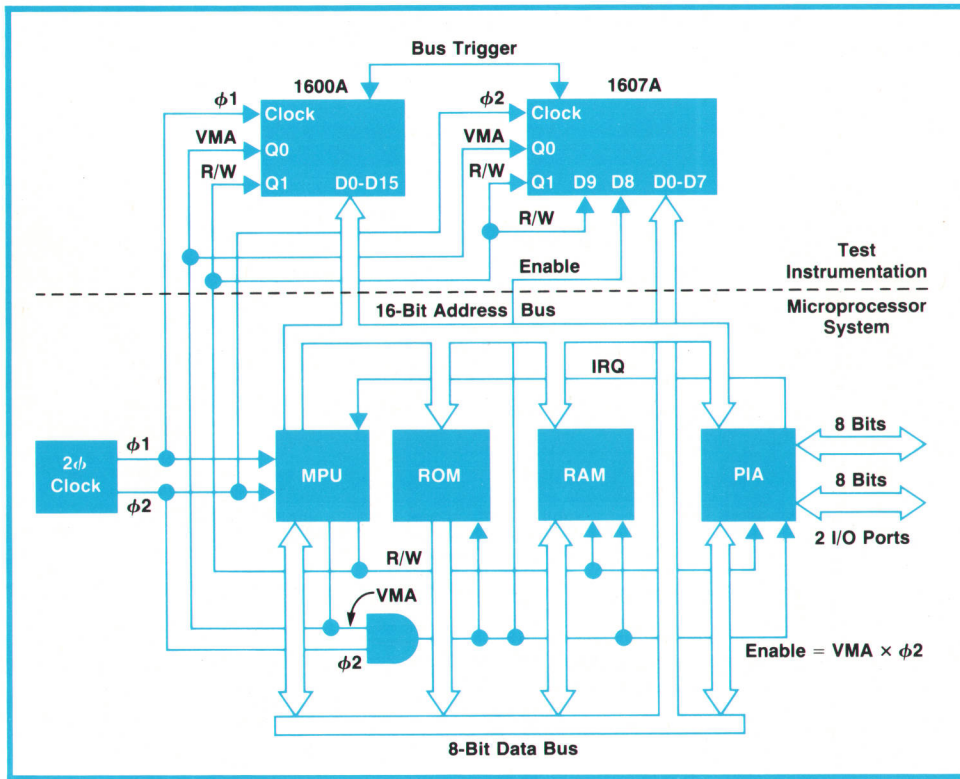 Bus Trigger
1600A
1607A
ϕ1
Clock
VMA
Q0
R/W
Q1 D0-D15
ϕ2
Clock
VMA
Q0
R/W
Q1 D9 D8 D0-D7
R/W
Enable
Test
Instrumentation
Microprocessor
System
16-Bit Address Bus
IRQ
2ϕ
Clock
ϕ1
ϕ2
MPU
ROM
RAM
PIA
8 Bits
8 Bits
2 I/O Ports
R/W
VMA
ϕ2
Enable = VMA × ϕ2
8-Bit Data Bus